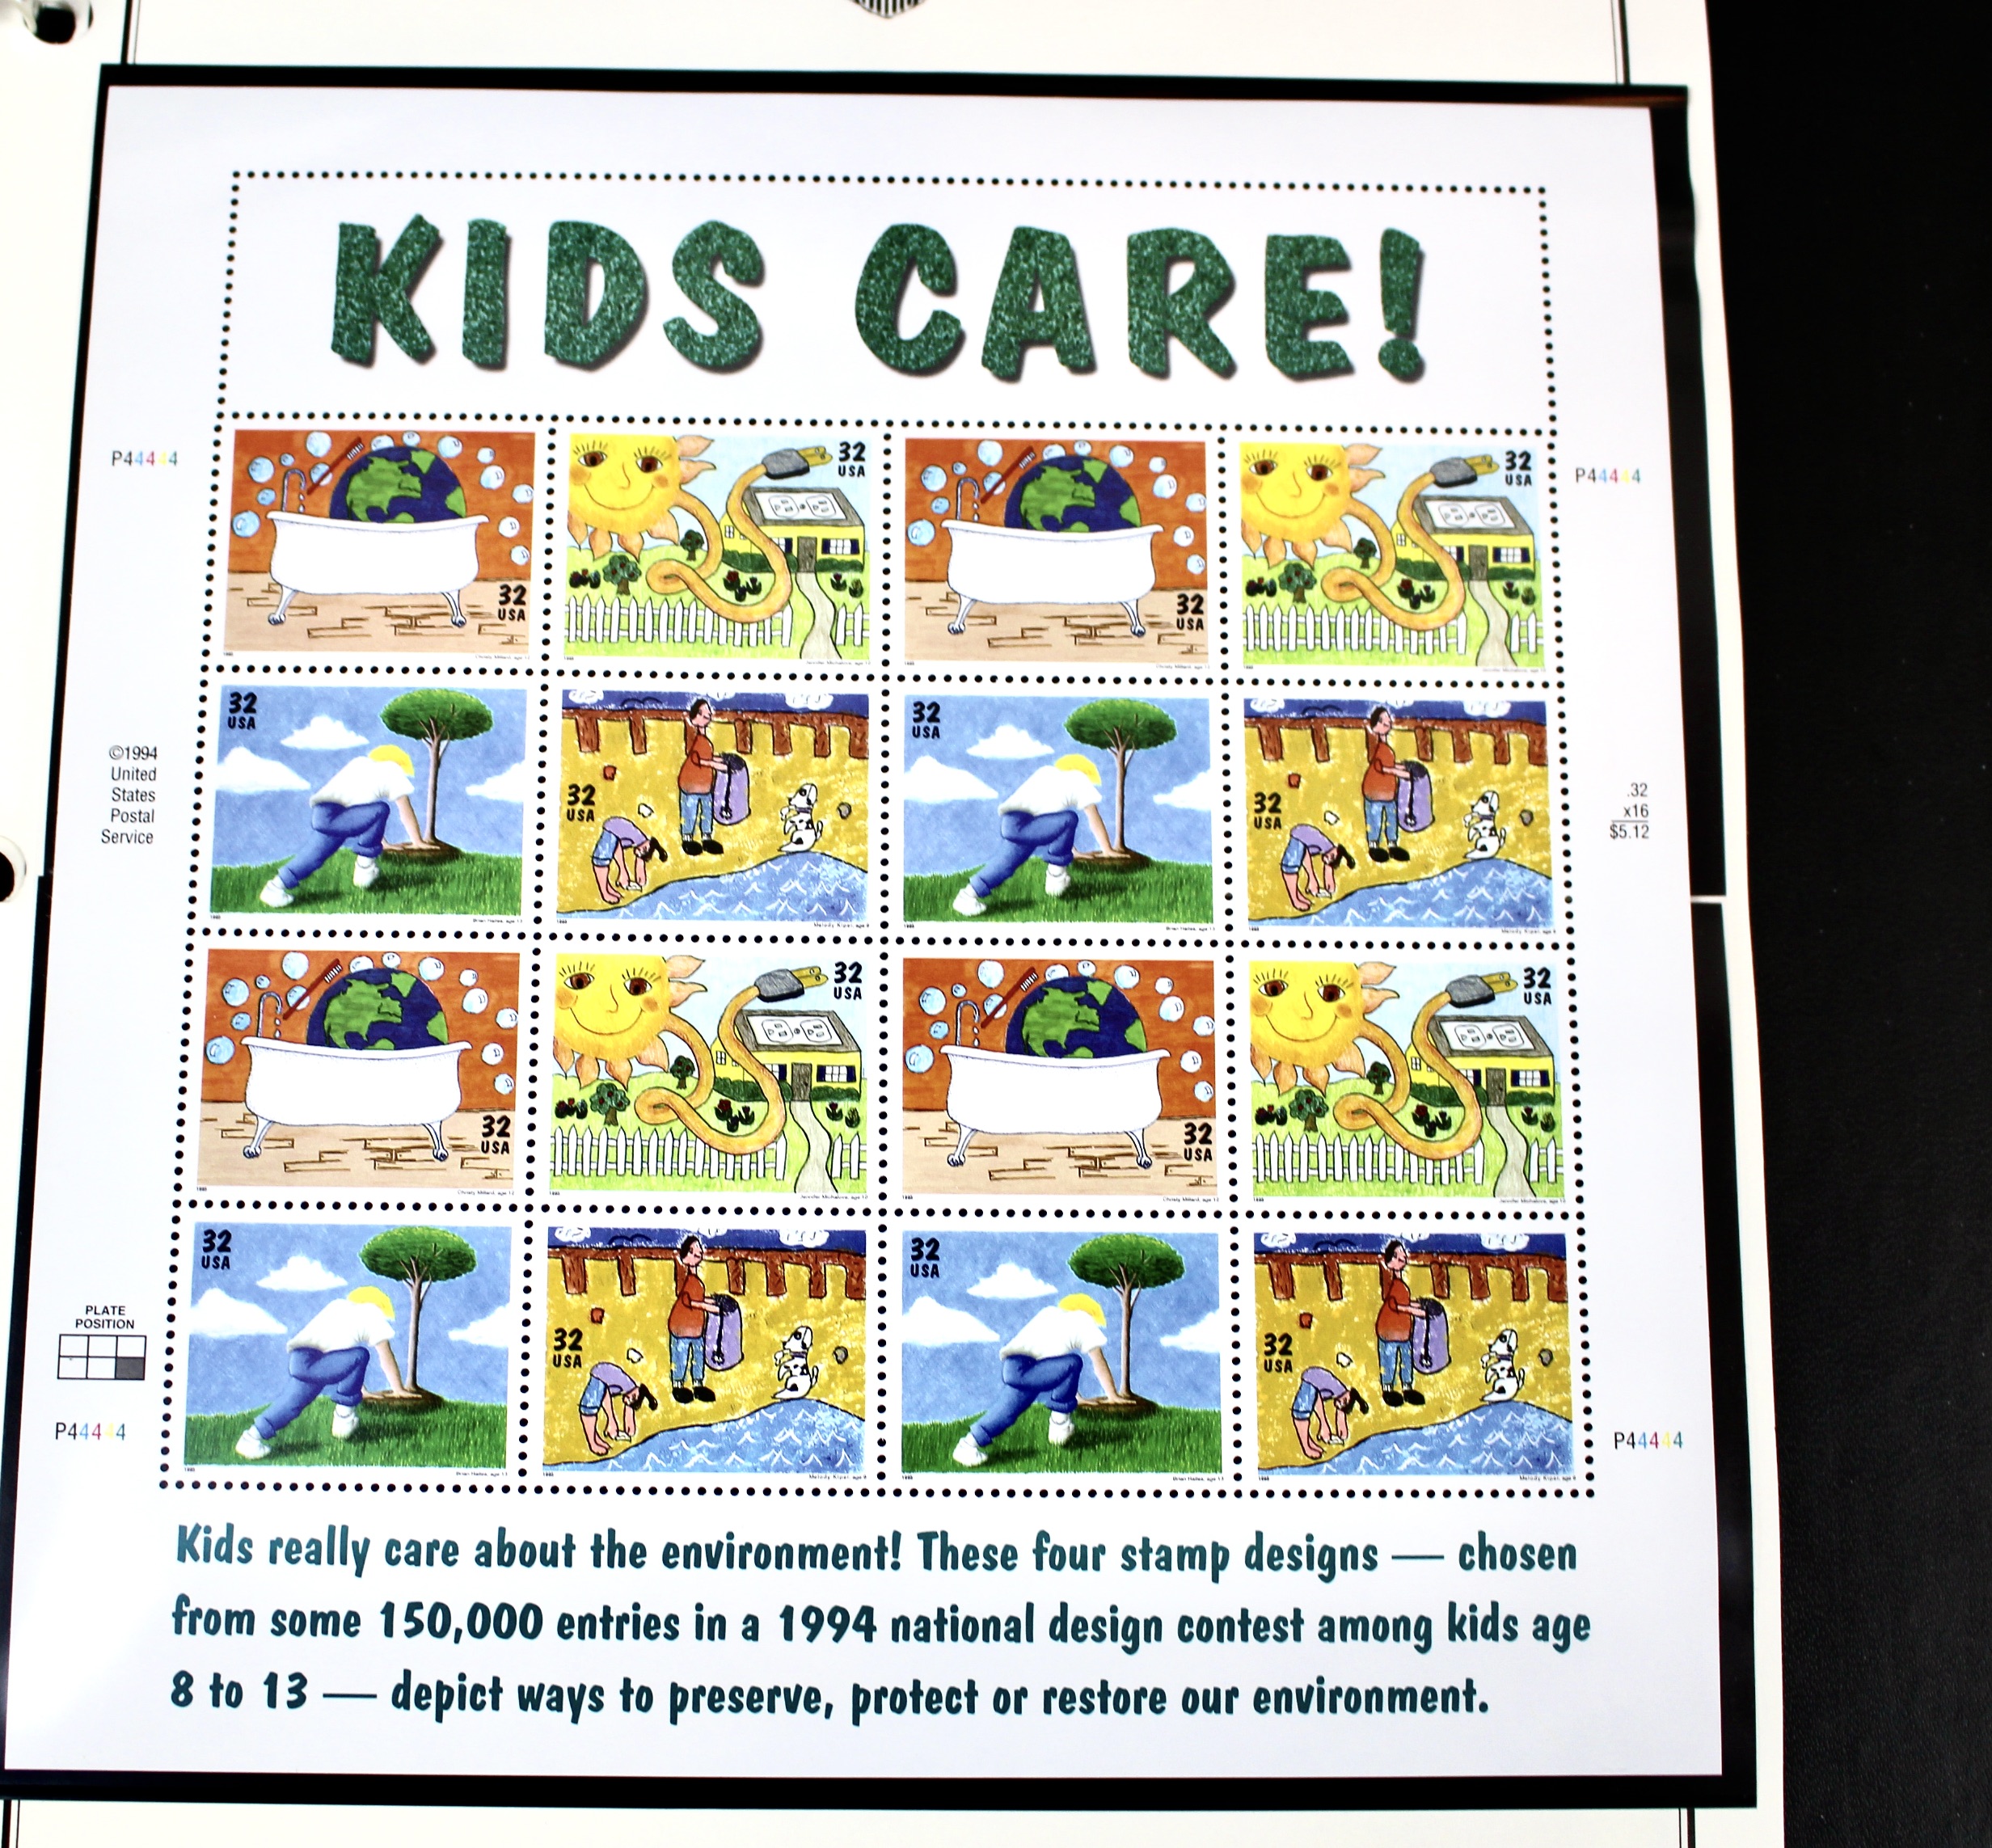 KIDS CARE!
P44444
P44444
32
USA
32
USA
32
USA
32
USA
32
USA
32
USA
32
USA
32
USA
©1994
United
States
Postal
Service
.32
x16
$5.12
32
USA
32
USA
32
USA
32
USA
32
USA
32
USA
32
USA
32
USA
PLATE
POSITION
P44444
P44444
Kids really care about the environment! These four stamp designs — chosen
from some 150,000 entries in a 1994 national design contest among kids age
8 to 13 — depict ways to preserve, protect or restore our environment.